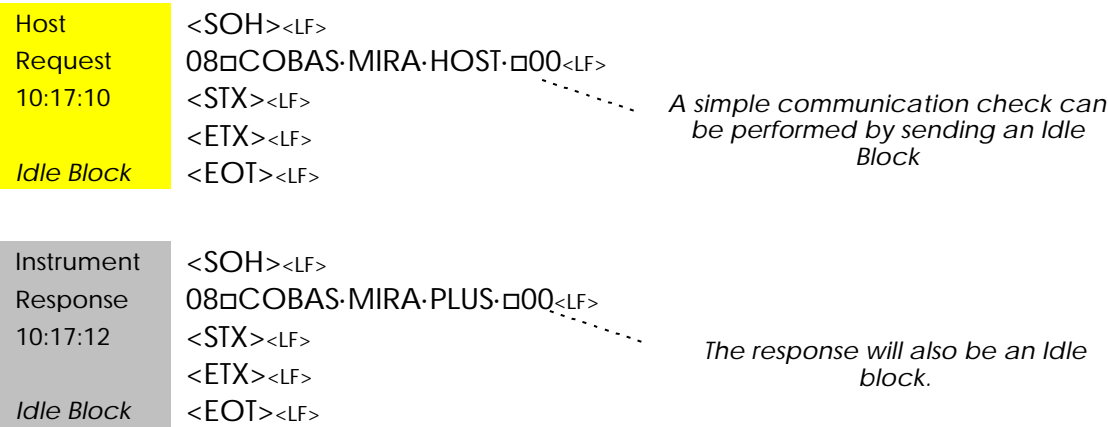 Host <SOH><LF>
Request 08□COBAS·MIRA·HOST·□00<LF>
10:17:10 <STX><LF>
<ETX><LF>
Idle Block <EOT><LF>
A simple communication check can
be performed by sending an Idle
Block
Instrument <SOH><LF>
Response 08□COBAS·MIRA·PLUS·□00<LF>
10:17:12 <STX><LF>
<ETX><LF>
Idle Block <EOT><LF>
The response will also be an Idle
block.